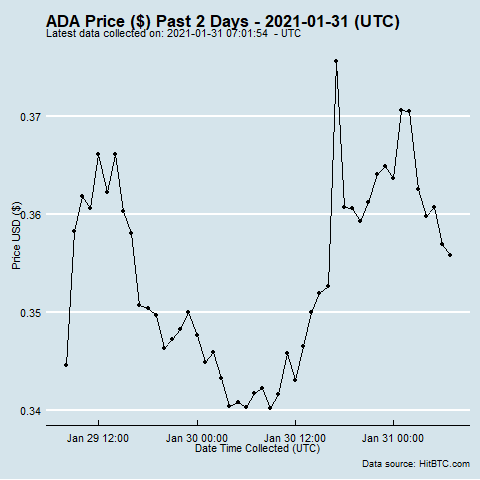 ADA Price ($) Past 2 Days - 2021-01-31 (UTC)
Latest data collected on: 2021-01-31 07:01:54 - UTC
0.37
0.36
0.35
0.34
Price USD ($)
Jan 29 12:00
Jan 30 00:00
Jan 30 12:00
Jan 31 00:00
Date Time Collected (UTC)
Data source: HitBTC.com